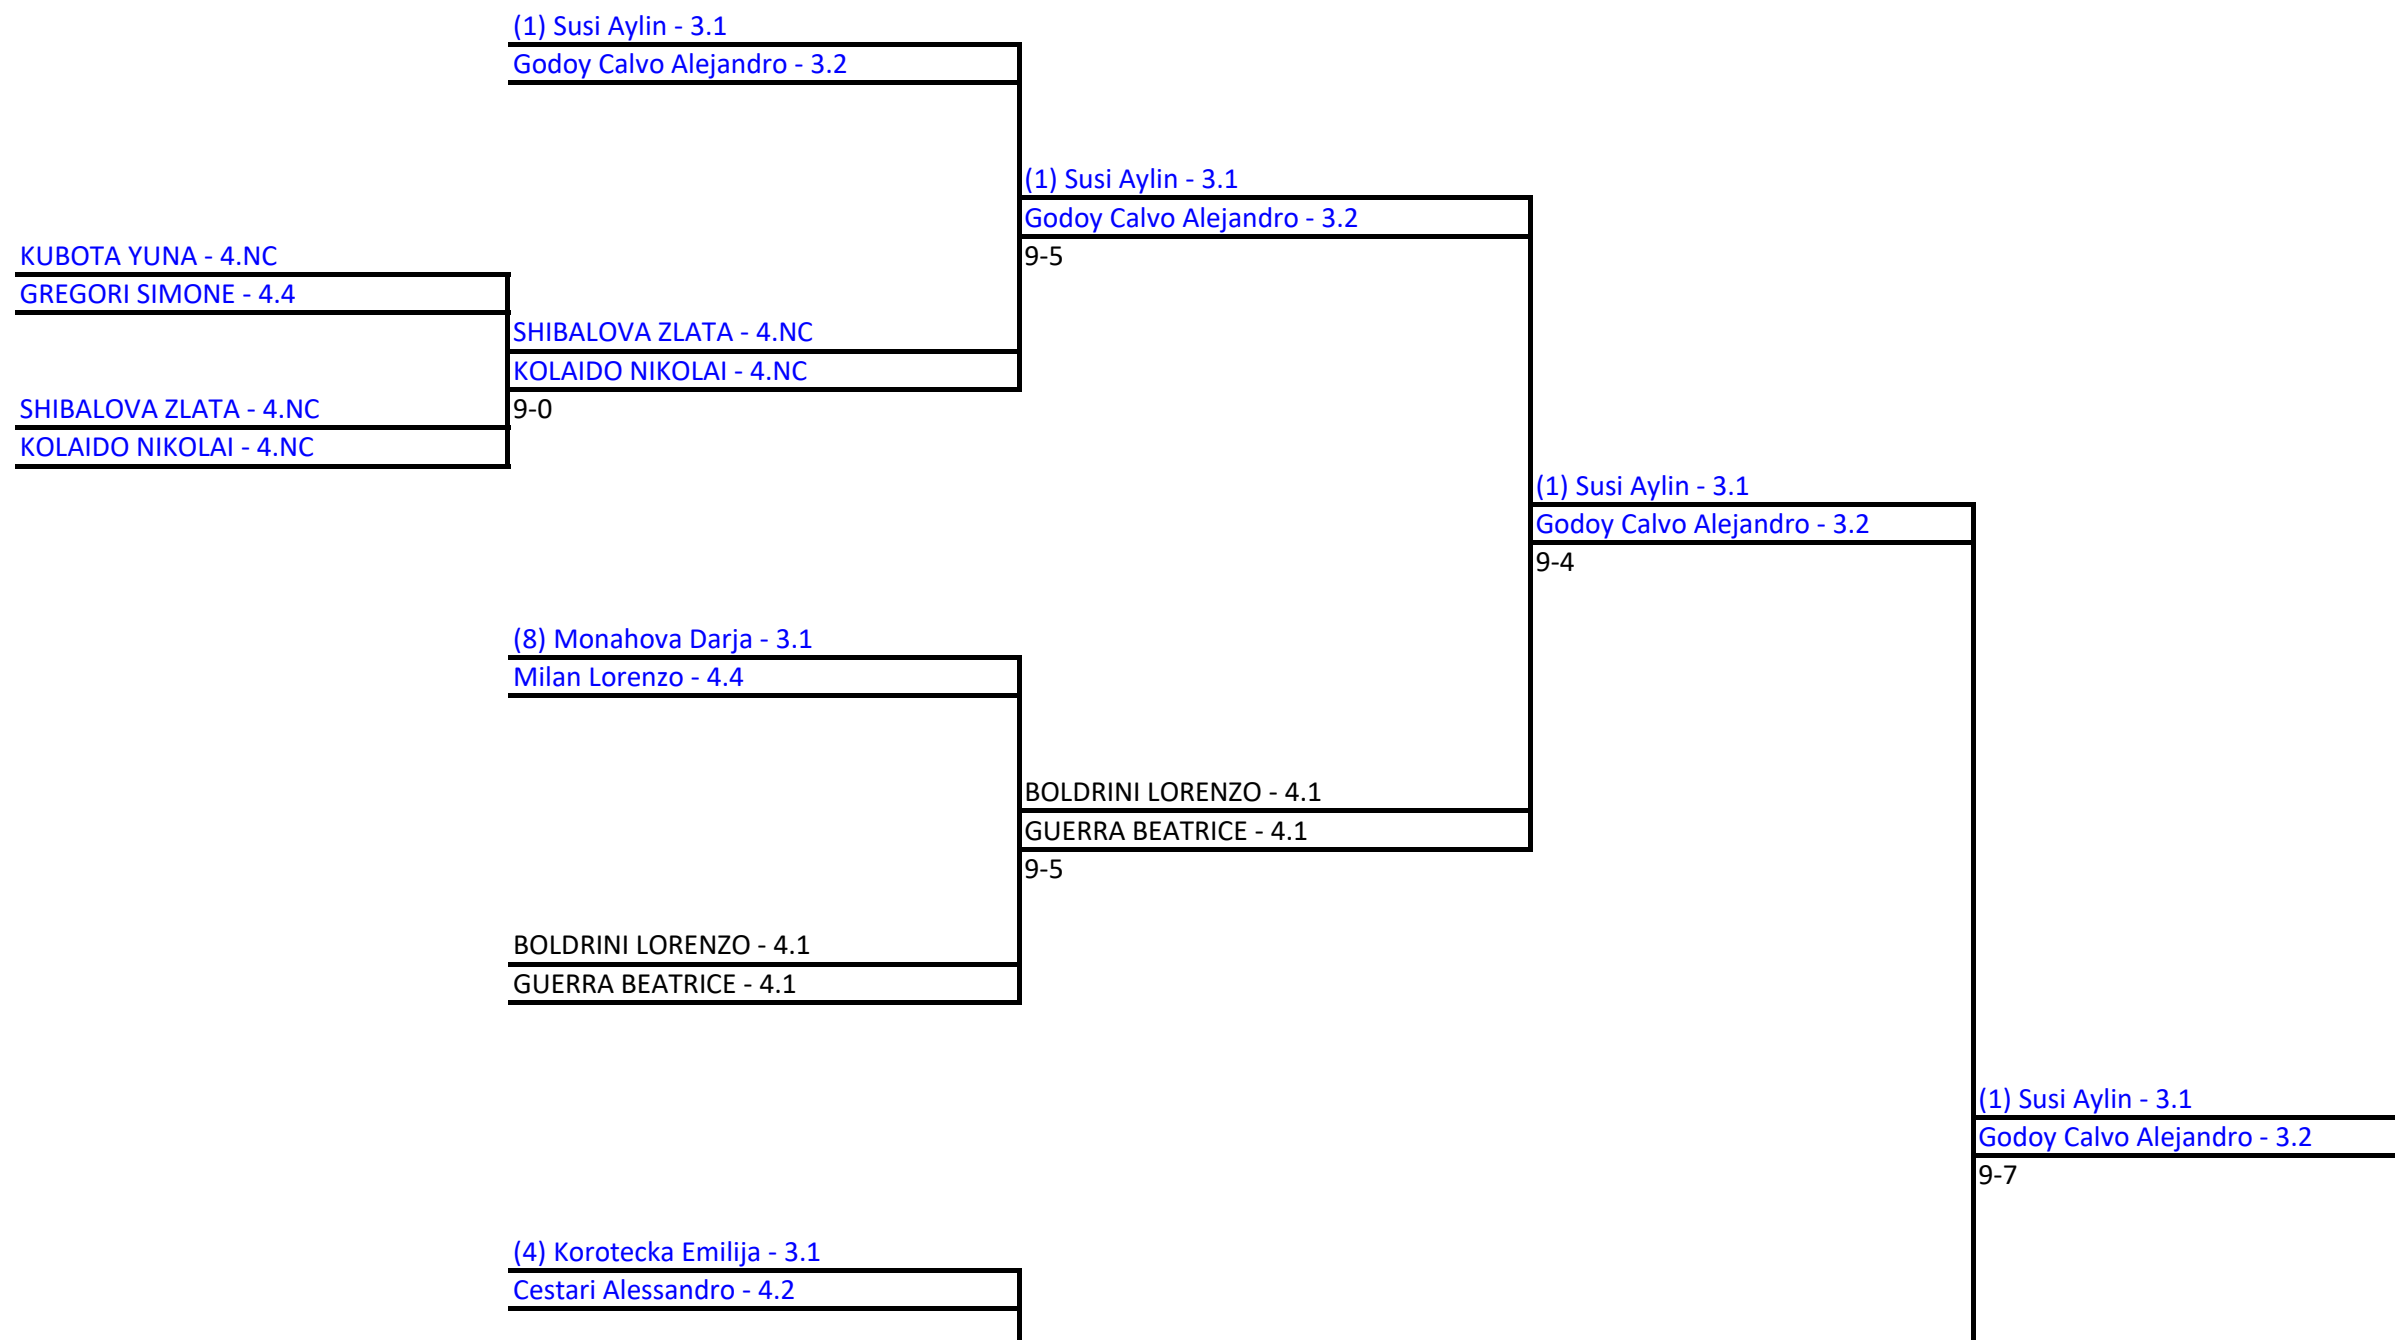 (1) Susi Aylin - 3.1
Godoy Calvo Alejandro - 3.2
(1) Susi Aylin - 3.1
Godoy Calvo Alejandro - 3.2
9-5
KUBOTA YUNA - 4.NC
GREGORI SIMONE - 4.4
SHIBALOVA ZLATA - 4.NC
KOLAIDO NIKOLAI - 4.NC
9-0
SHIBALOVA ZLATA - 4.NC
KOLAIDO NIKOLAI - 4.NC
(1) Susi Aylin - 3.1
Godoy Calvo Alejandro - 3.2
9-4
(8) Monahova Darja - 3.1
Milan Lorenzo - 4.4
BOLDRINI LORENZO - 4.1
GUERRA BEATRICE - 4.1
9-5
BOLDRINI LORENZO - 4.1
GUERRA BEATRICE - 4.1
(1) Susi Aylin - 3.1
Godoy Calvo Alejandro - 3.2
9-7
(4) Korotecka Emilija - 3.1
Cestari Alessandro - 4.2